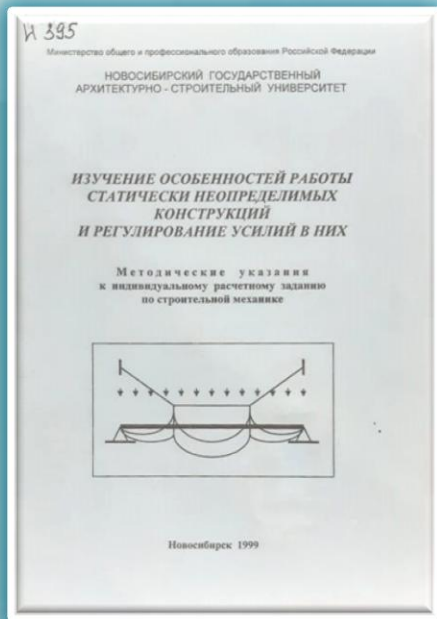 И 395
Министерство общего и профессионального образования Российской Федерации
НОВОСИБИРСКИЙ ГОСУДАРСТВЕННЫЙ
АРХИТЕКТУРНО - СТРОИТЕЛЬНЫЙ УНИВЕРСИТЕТ
ИЗУЧЕНИЕ ОСОБЕННОСТЕЙ РАБОТЫ
СТАТИЧЕСКИ НЕОПРЕДЕЛИМЫХ
КОНСТРУКЦИЙ
И РЕГУЛИРОВАНИЕ УСИЛИЙ В НИХ
Методические указания
к индивидуальному расчетному заданию
по строительной механике
Новосибирск 1999